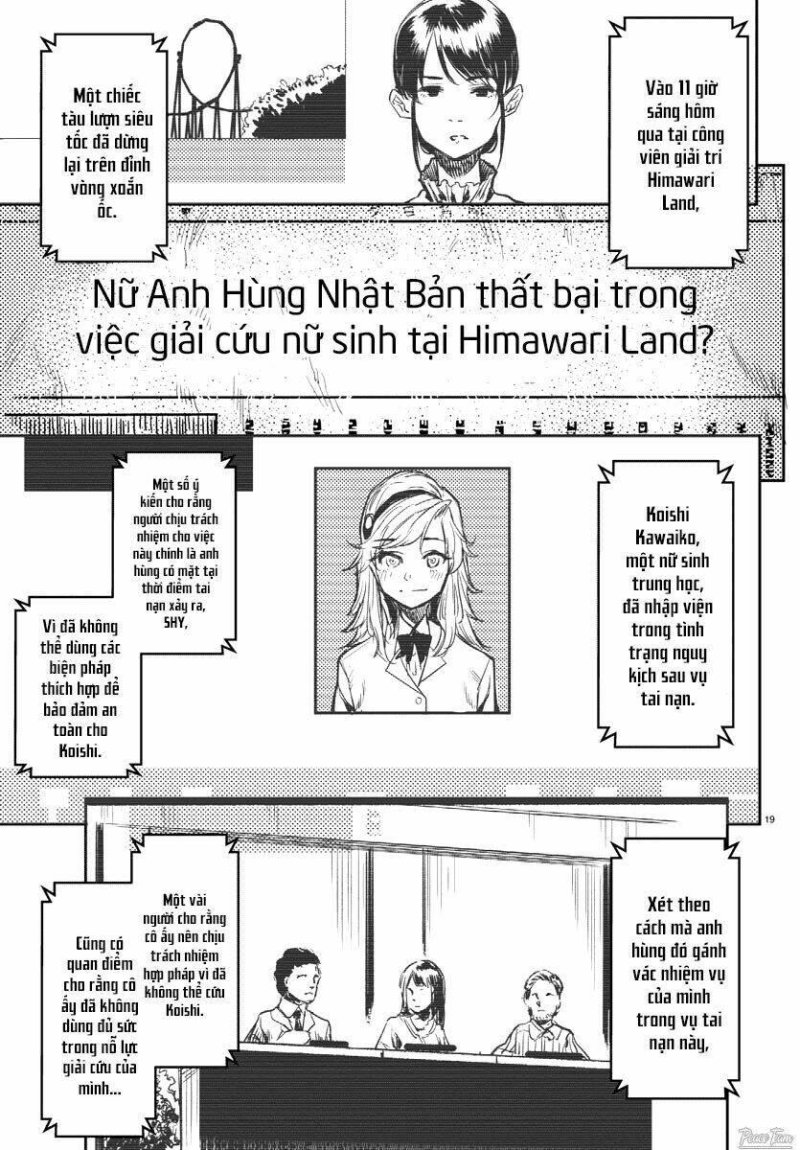 Vào 11 giờ
sáng hôm
qua tại công
viên giải trí
Himawari
Land,
Một chiếc
tàu lượn siêu
tốc đã dừng
lại trên đỉnh
vòng xoắn
ốc.
Nữ Anh Hùng Nhật Bản thất bại trong
việc giải cứu nữ sinh tại Himawari Land?
Koishi
Kawaiko,
một nữ sinh
trung học,
đã nhập viện
trong tình
trạng nguy
kịch sau vụ
tai nạn.
Một số ý
kiến cho rằng
người chịu trách
nhiệm cho việc
này chính là anh
hùng có mặt tại
thời điểm tai
nạn xảy ra,
SHY,
Vì đã không
thể dùng các
biện pháp
thích hợp để
bảo đảm an
toàn cho
Koishi.
19
Xét theo
cách mà anh
hùng đó gánh
vác nhiệm vụ
của mình
trong vụ tai
nạn này,
Một vài
người cho rằng
cô ấy nên chịu
trách nhiệm
hợp pháp vì đã
không thể cứu
Koishi.
Cũng có
quan điểm
cho rằng cô
ấy đã không
dùng đủ sức
trong nỗ lực
giải cứu của
mình...
Peace Team